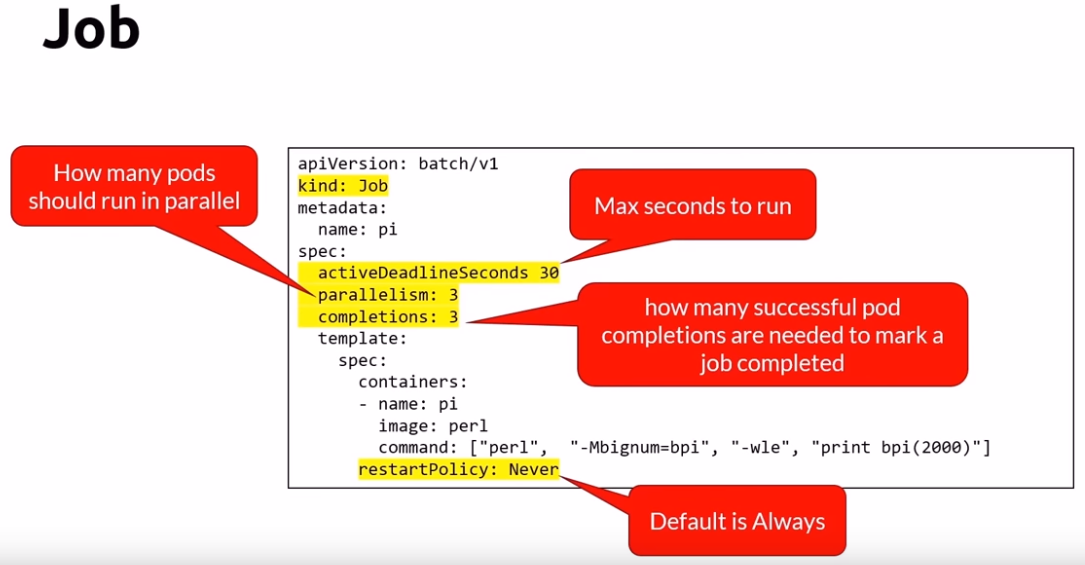 Job
How many pods
should run in parallel
apiVersion: batch/v1
kind: Job
metadata:
  name: pi
spec:
  activeDeadlineSeconds 30
  parallelism: 3
  completions: 3
  template:
    spec:
      containers:
      - name: pi
        image: perl
        command: ["perl",  "-Mbignum=bpi", "-wle", "print bpi(2000)"]
      restartPolicy: Never
Max seconds to run
how many successful pod
completions are needed to mark a
job completed
Default is Always